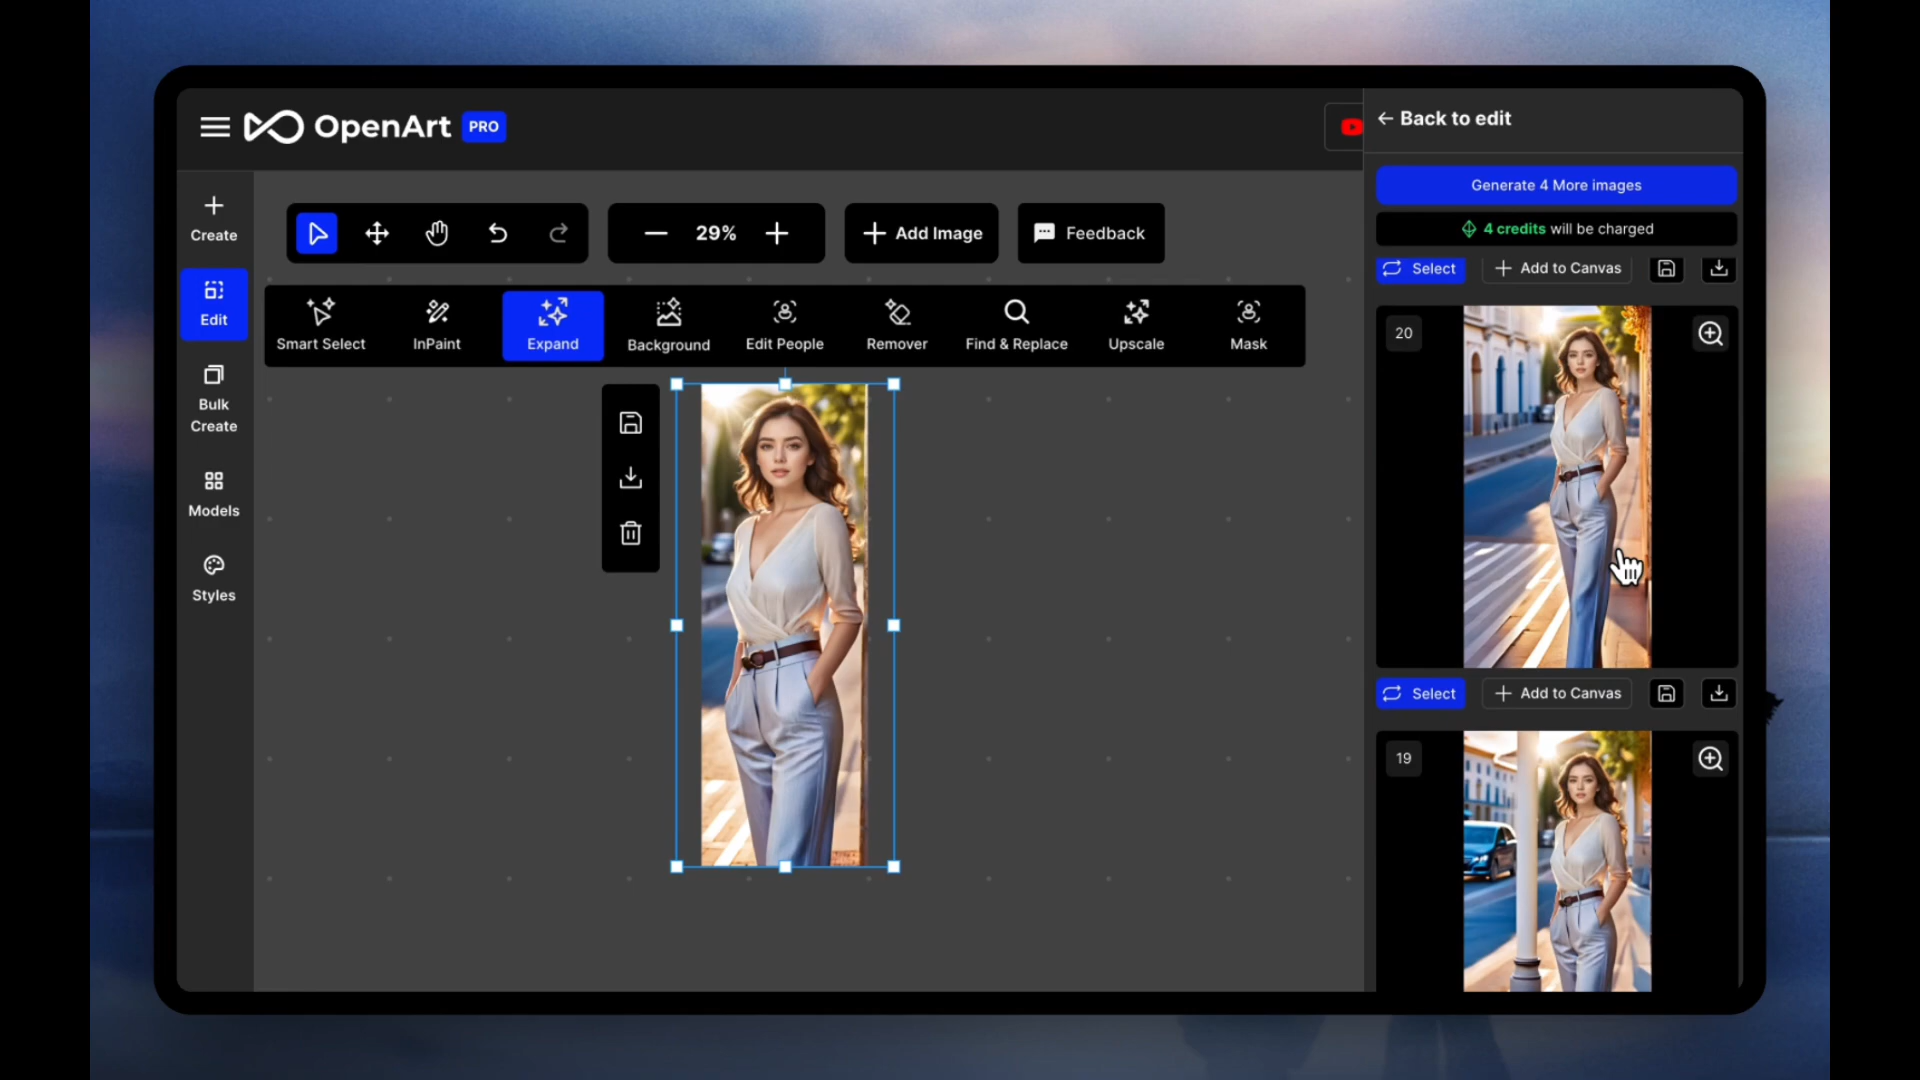 OpenArt PRO
Back to edit
Generate 4 More images
4 credits will be charged
Select
Add to Canvas
Create
Edit
Bulk
Create
Models
Styles
29%
Add Image
Feedback
Smart Select
InPaint
Expand
Background
Edit People
Remover
Find & Replace
Upscale
Mask
20
Select
Add to Canvas
19